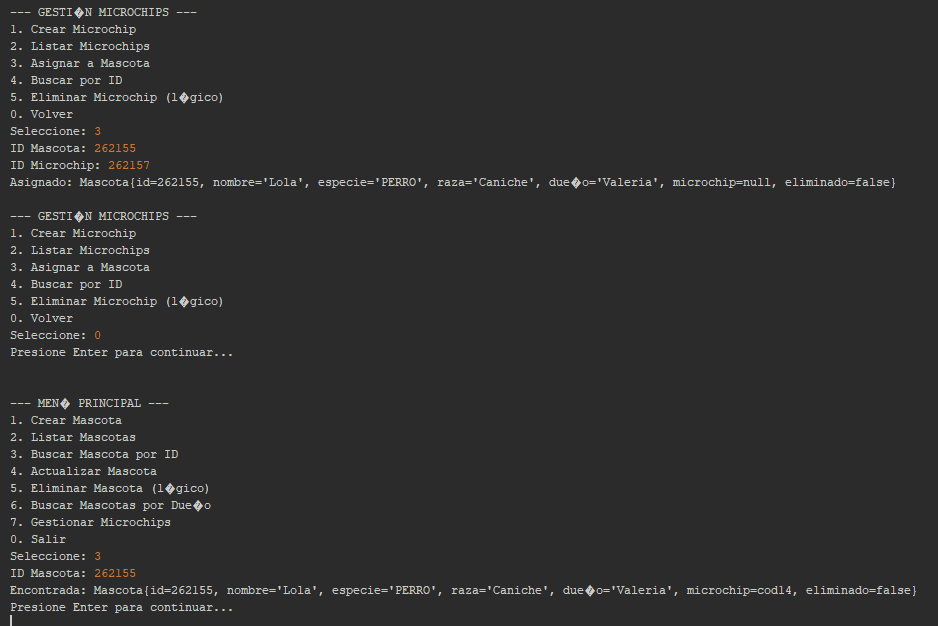 --- GESTI�N MICROCHIPS ---
1. Crear Microchip
2. Listar Microchips
3. Asignar a Mascota
4. Buscar por ID
5. Eliminar Microchip (l�gico)
0. Volver
Seleccione: 3
ID Mascota: 262155
ID Microchip: 262157
Asignado: Mascota{id=262155, nombre='Lola', especie='PERRO', raza='Caniche', due�o='Valeria', microchip=null, eliminado=false}
--- GESTI�N MICROCHIPS ---
1. Crear Microchip
2. Listar Microchips
3. Asignar a Mascota
4. Buscar por ID
5. Eliminar Microchip (l�gico)
0. Volver
Seleccione: 0
Presione Enter para continuar...
--- MEN� PRINCIPAL ---
1. Crear Mascota
2. Listar Mascotas
3. Buscar Mascota por ID
4. Actualizar Mascota
5. Eliminar Mascota (l�gico)
6. Buscar Mascotas por Due�o
7. Gestionar Microchips
0. Salir
Seleccione: 3
ID Mascota: 262155
Encontrada: Mascota{id=262155, nombre='Lola', especie='PERRO', raza='Caniche', due�o='Valeria', microchip=cod14, eliminado=false}
Presione Enter para continuar...